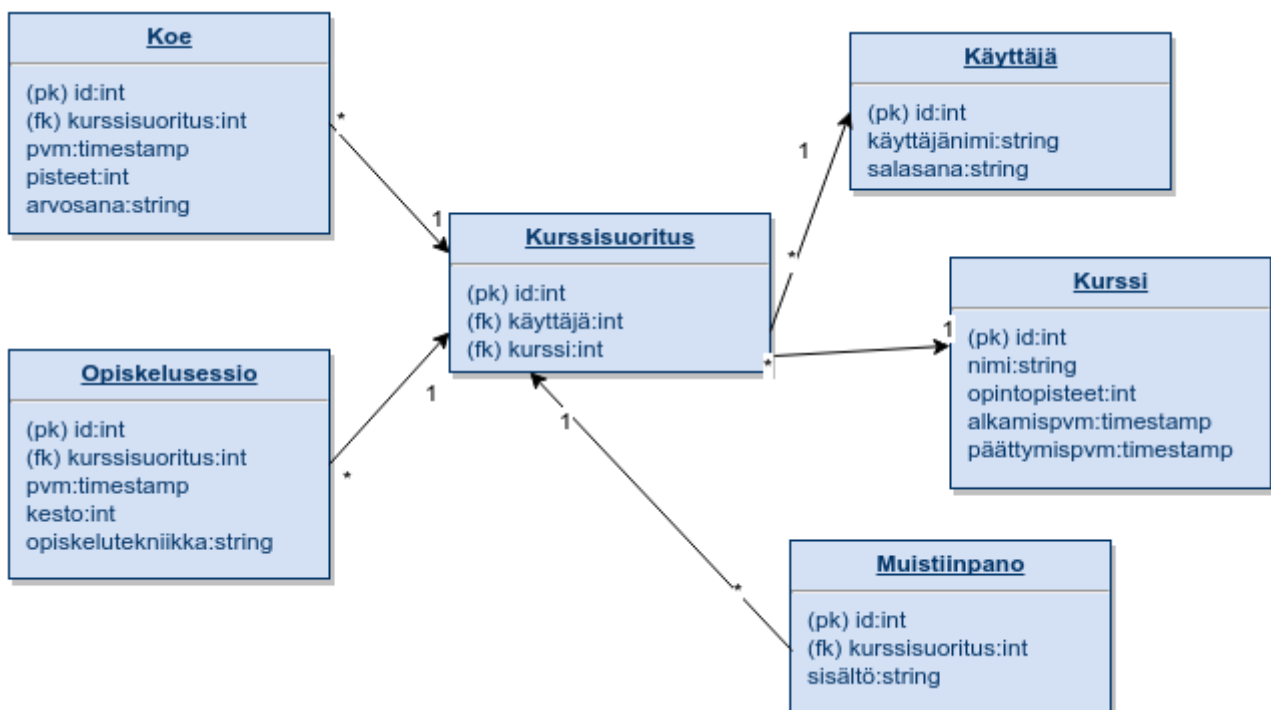 Koe
(pk) id:int
(fk) kurssisuoritus:int
pvm:timestamp
pisteet:int
arvosana:string
*
1
Käyttäjä
(pk) id:int
käyttäjänimi:string
salasana:string
1
*
Kurssisuoritus
(pk) id:int
(fk) käyttäjä:int
(fk) kurssi:int
*
1
Kurssi
(pk) id:int
nimi:string
opintopisteet:int
alkamispvm:timestamp
päättymispvm:timestamp
Opiskelusessio
(pk) id:int
(fk) kurssisuoritus:int
pvm:timestamp
kesto:int
opiskelutekniikka:string
1
*
1
*
Muistiinpano
(pk) id:int
(fk) kurssisuoritus:int
sisältö:string